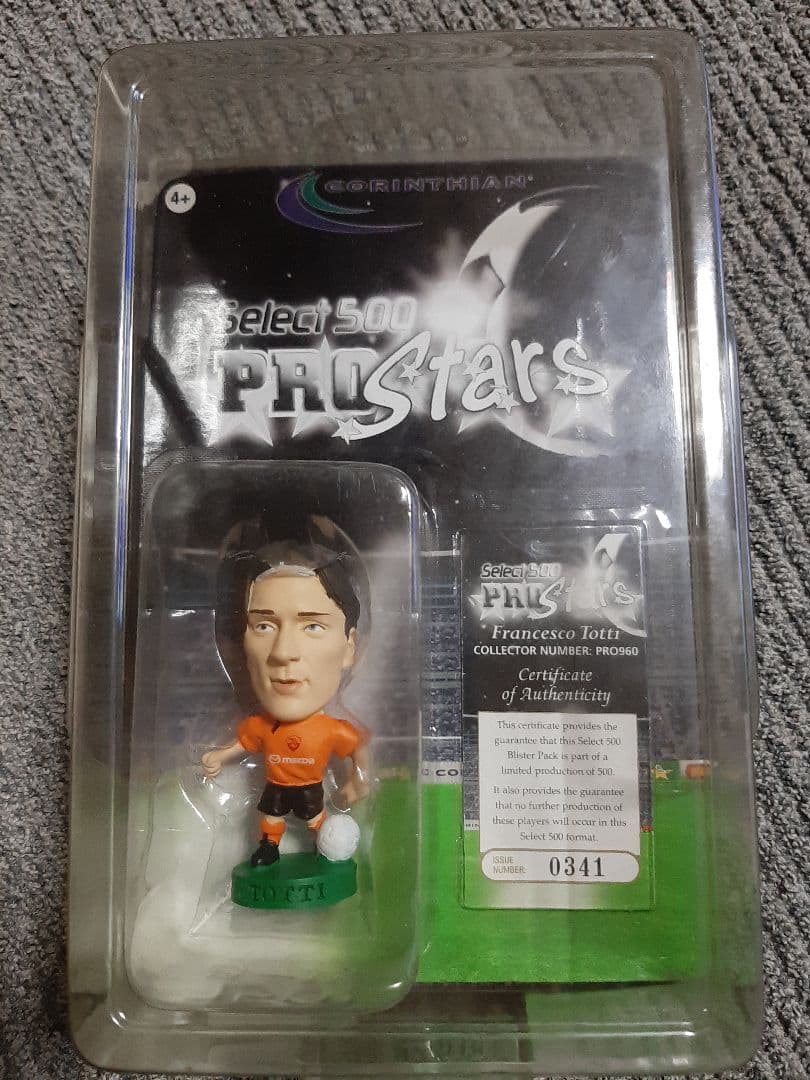 4+
CORINTHIAN
Select 500
PROStars
Select 500
PROStars
Francesco Totti
COLLECTOR NUMBER: PRO960
Certificate
of Authenticity
This certificate provides the
guarantee that this Select 500
Blister Pack is part of a
limited production of 500.
It also provides the guarantee
that no further production of
these players will occur in this
Select 500 format.
ISSUE
NUMBER: 0341
mazda
TOTTI